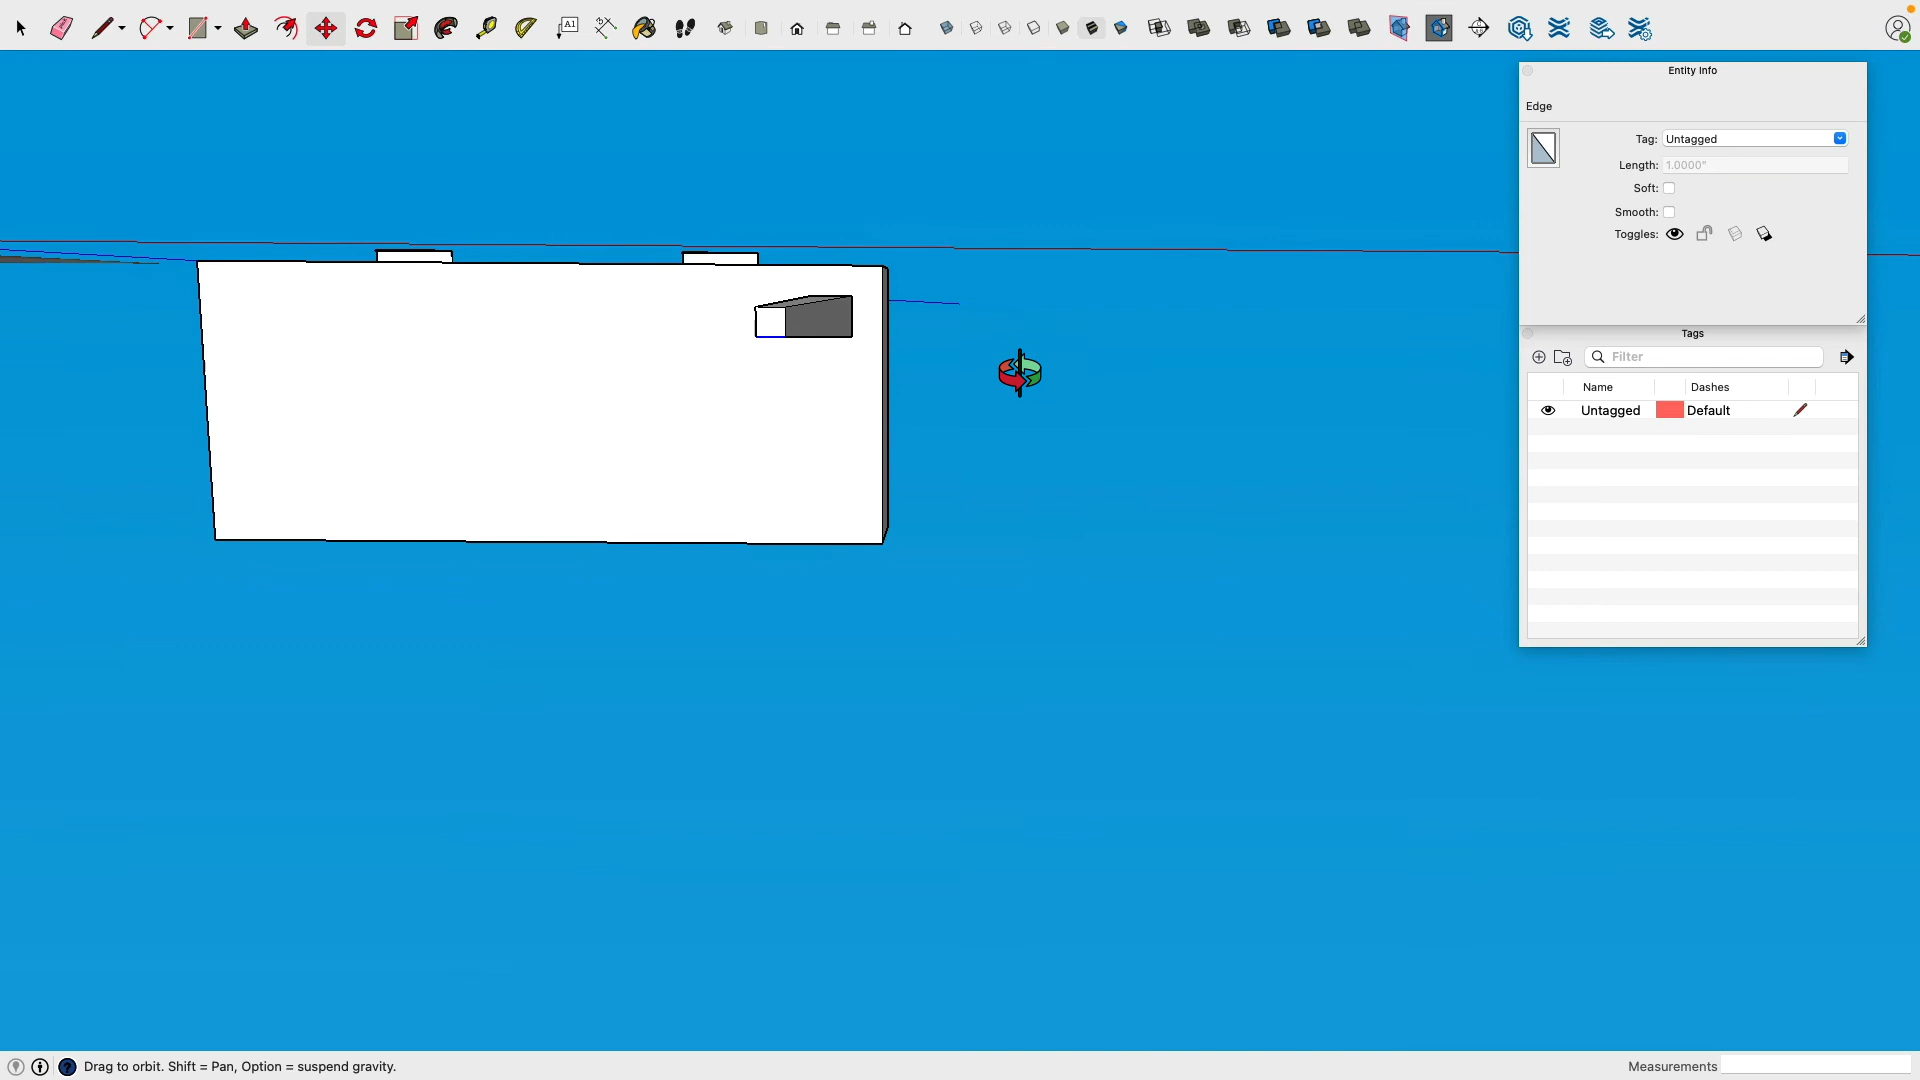 A1
Entity Info
Edge
Tag: Untagged
Length: 1.0000"
Soft:
Smooth:
Toggles:
Tags
Filter
Name Dashes
Untagged Default
? Drag to orbit. Shift = Pan, Option = suspend gravity.
Measurements